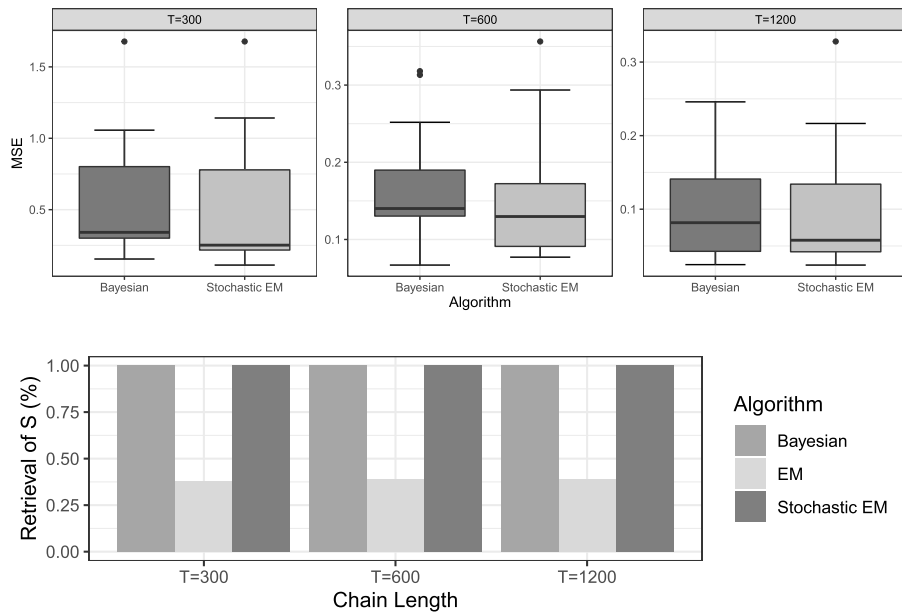 T=300
T=600
T=1200
MSE
1.5
1.0
0.5
0.3
0.2
0.1
0.3
0.2
0.1
Bayesian
Stochastic EM
Bayesian
Stochastic EM
Bayesian
Stochastic EM
Algorithm
Retrieval of S (%)
1.00
0.75
0.50
0.25
0.00
T=300
T=600
T=1200
Chain Length
Algorithm
Bayesian
EM
Stochastic EM